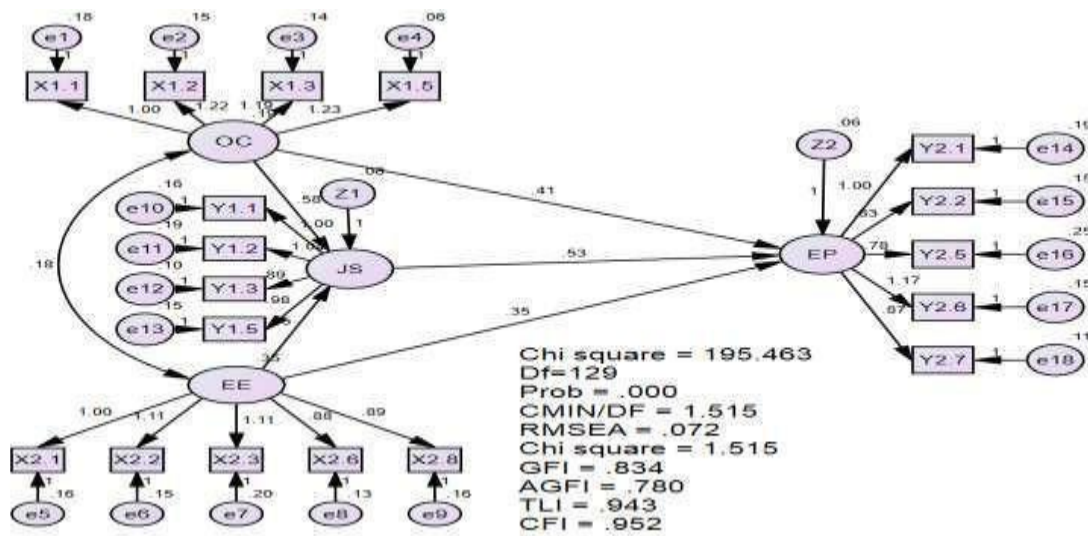 .18 .15 .14 .06
e1 e2 e3 e4
1 1 1 1
X1.1 X1.2 X1.3 X1.5
1.00 1.22 1.19 1.23
OC
.06
Z2
1
.41
.16
e10 1 Y1.1
.58
Z1
1.00 1
.19
e11 1 Y1.2
JS
.53
.10
e12 1 Y1.3
.89
.98
.15
e13 1 Y1.5
.18
.35
EE
.35
EP
1.00
Y2.1 1 e14
Y2.2 1 e15
.78
Y2.5 1 e16
.25
1.17
Y2.6 1 e17
.15
Y2.7 1 e18
1.00 1.11 1.11 .88 .89
X2.1 X2.2 X2.3 X2.6 X2.8
1 1 1 1 1
.16 .15 .20 .13 .16
e5 e6 e7 e8 e9
Chi square = 195.463
Df=129
Prob = .000
CMIN/DF = 1.515
RMSEA = .072
Chi square = 1.515
GFI = .834
AGFI = .780
TLI = .943
CFI = .952